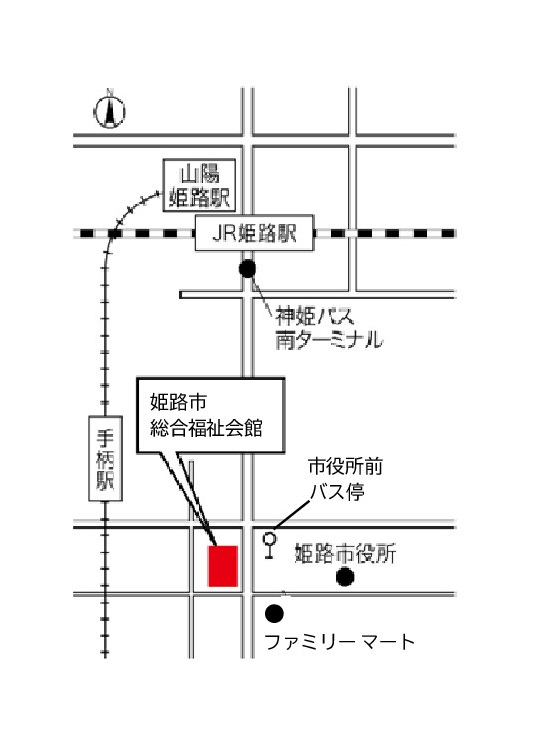 N
山陽
姫路駅
JR姫路駅
神姫バス
南ターミナル
姫路市
総合福祉会館
手柄駅
市役所前
バス停
姫路市役所
ファミリーマート